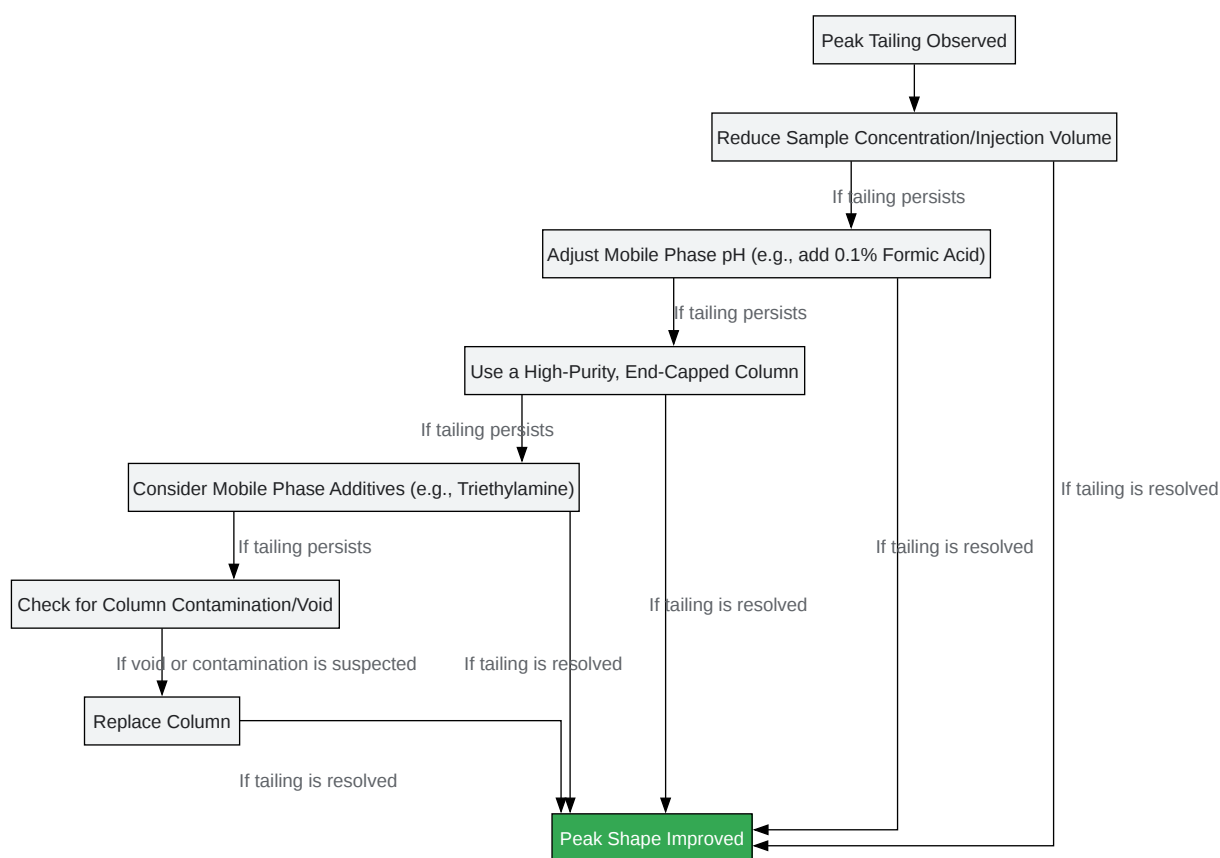 Peak Tailing Observed
Reduce Sample Concentration/Injection Volume
If tailing persists
Adjust Mobile Phase pH (e.g., add 0.1% Formic Acid)
If tailing persists
Use a High-Purity, End-Capped Column
If tailing persists
Consider Mobile Phase Additives (e.g., Triethylamine)
If tailing is resolved
If tailing persists
If tailing is resolved
Check for Column Contamination/Void
If tailing is resolved
If void or contamination is suspected
If tailing is resolved
Replace Column
If tailing is resolved
Peak Shape Improved